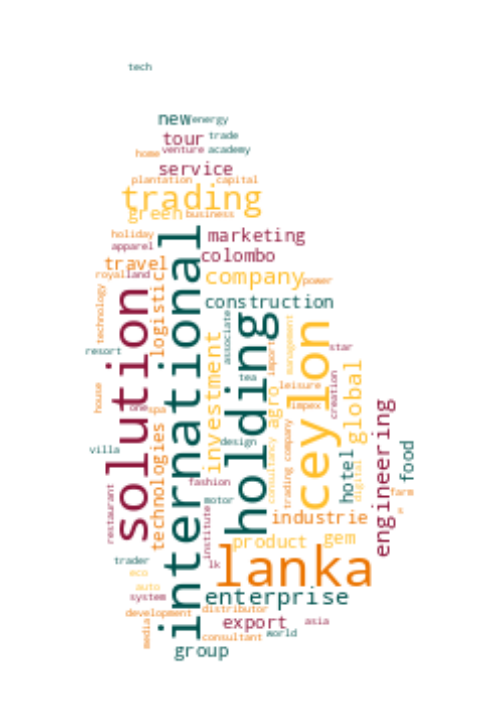 tech
new energy
tour trade
home venture academy
service
plantation capital
trading
green business
holiday
marketing
apparel
colombo
travel
royal land
company power
technology
logistic
international
solution
construction
holding
associate
management
ceylon
import
star
resort
investment
tea
leisure
creation
global
house
one spa
agro
impex
engineering
villa
technologies
design
consultancy
trading company
hotel
digital
food
restaurant
fashion
motor
farm
s
industrie
institute
product gem
trader
lk
lanka
eco
auto
system
enterprise
development distributor
export asia
media
consultant world
group